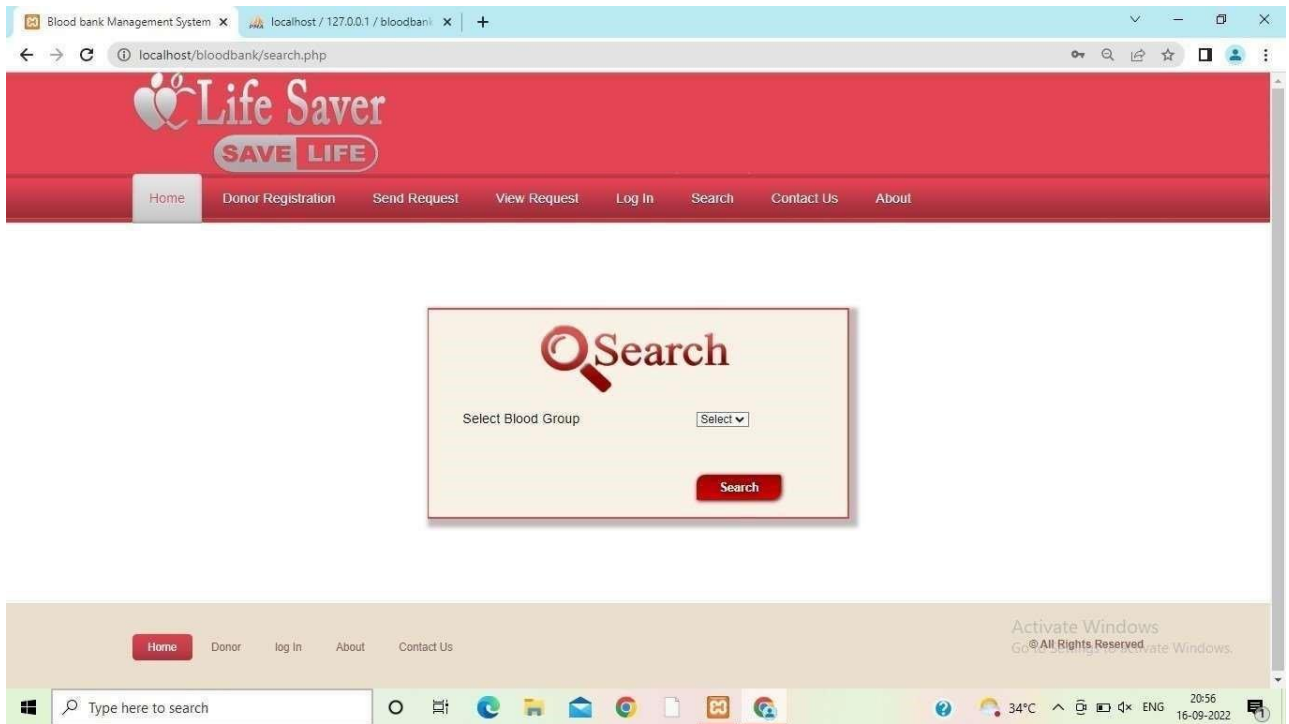 Blood bank Management System
localhost / 127.0.0.1 / bloodban
localhost/bloodbank/search.php
Life Saver
SAVE LIFE
Home Donor Registration Send Request View Request Log In Search Contact Us About
Search
Select Blood Group Select
Search
Home Donor log In About Contact Us
Activate Windows
© All Rights Reserved
Type here to search
34°C ENG
20:56
16-09-2022
1